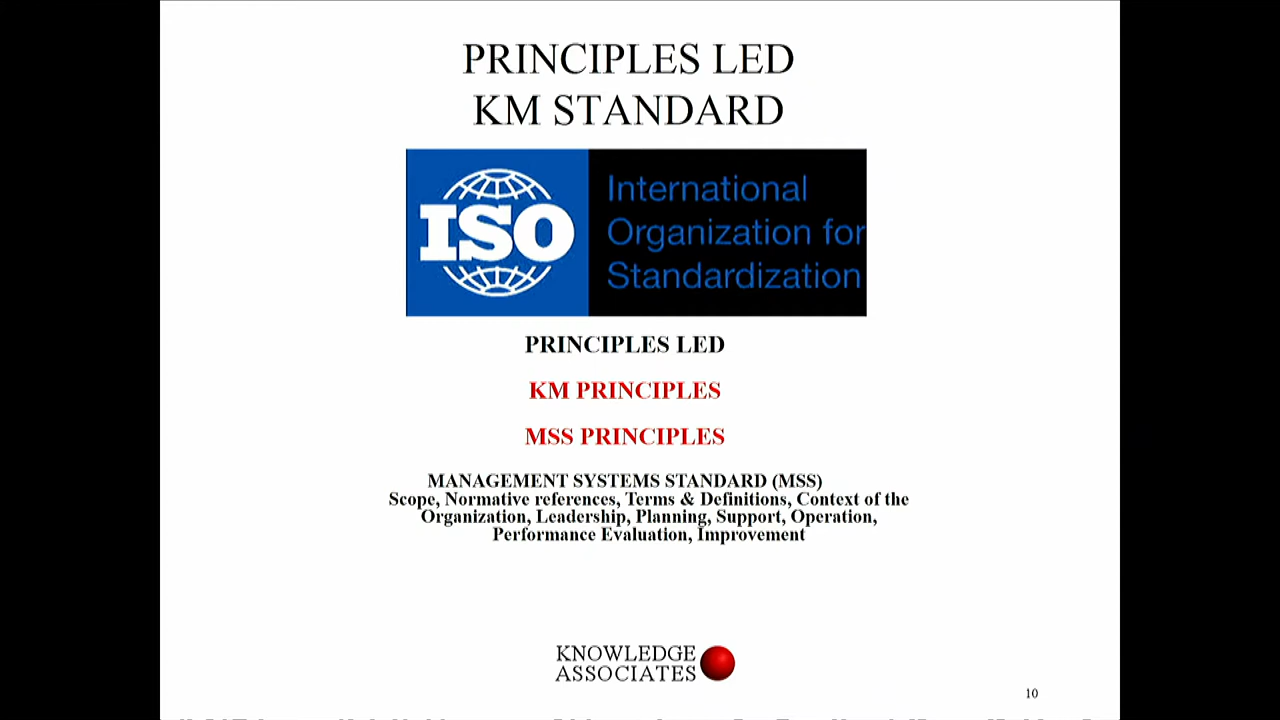 PRINCIPLES LED
KM STANDARD
ISO
International
Organization for
Standardization
PRINCIPLES LED
KM PRINCIPLES
MSS PRINCIPLES
MANAGEMENT SYSTEMS STANDARD (MSS)
Scope, Normative references, Terms & Definitions, Context of the
Organization, Leadership, Planning, Support, Operation,
Performance Evaluation, Improvement
KNOWLEDGE
ASSOCIATES
10